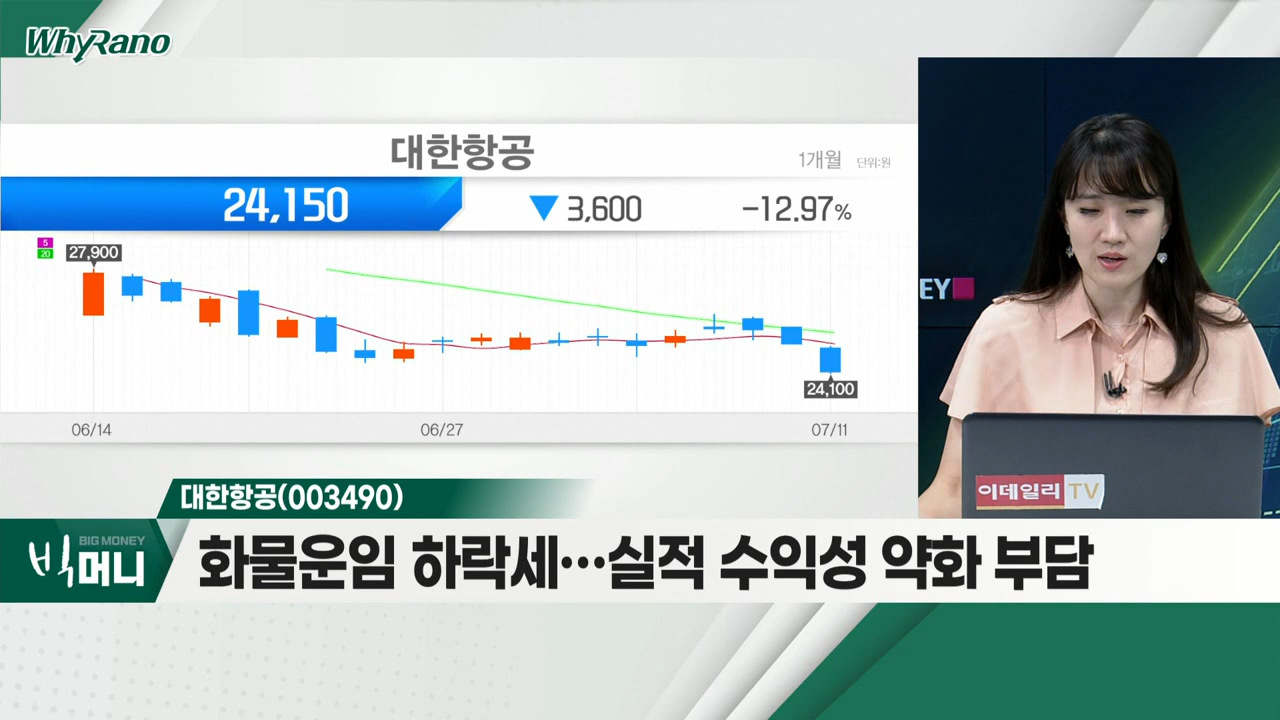 WhyRano
대한항공
1개월 단위:원
24,150 ▼ 3,600 -12.97%
5
20
27,900
24,100
06/14 06/27 07/11
EY
이데일리 TV
대한항공(003490)
BIG MONEY
빅머니
화물운임 하락세…실적 수익성 약화 부담